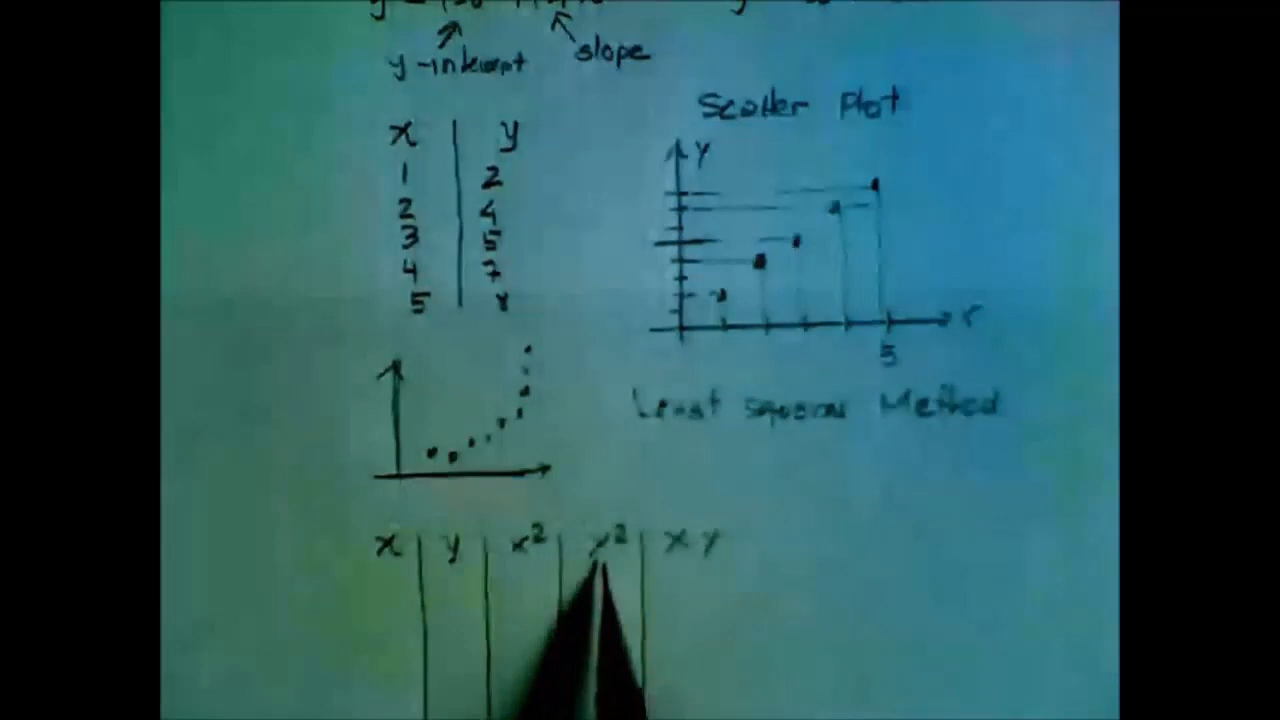 y-intercept
slope
Scatter Plot
x y
1 2
2 4
3 5
4 7
5
Y
5
Least squares Method
x y x² y² xy